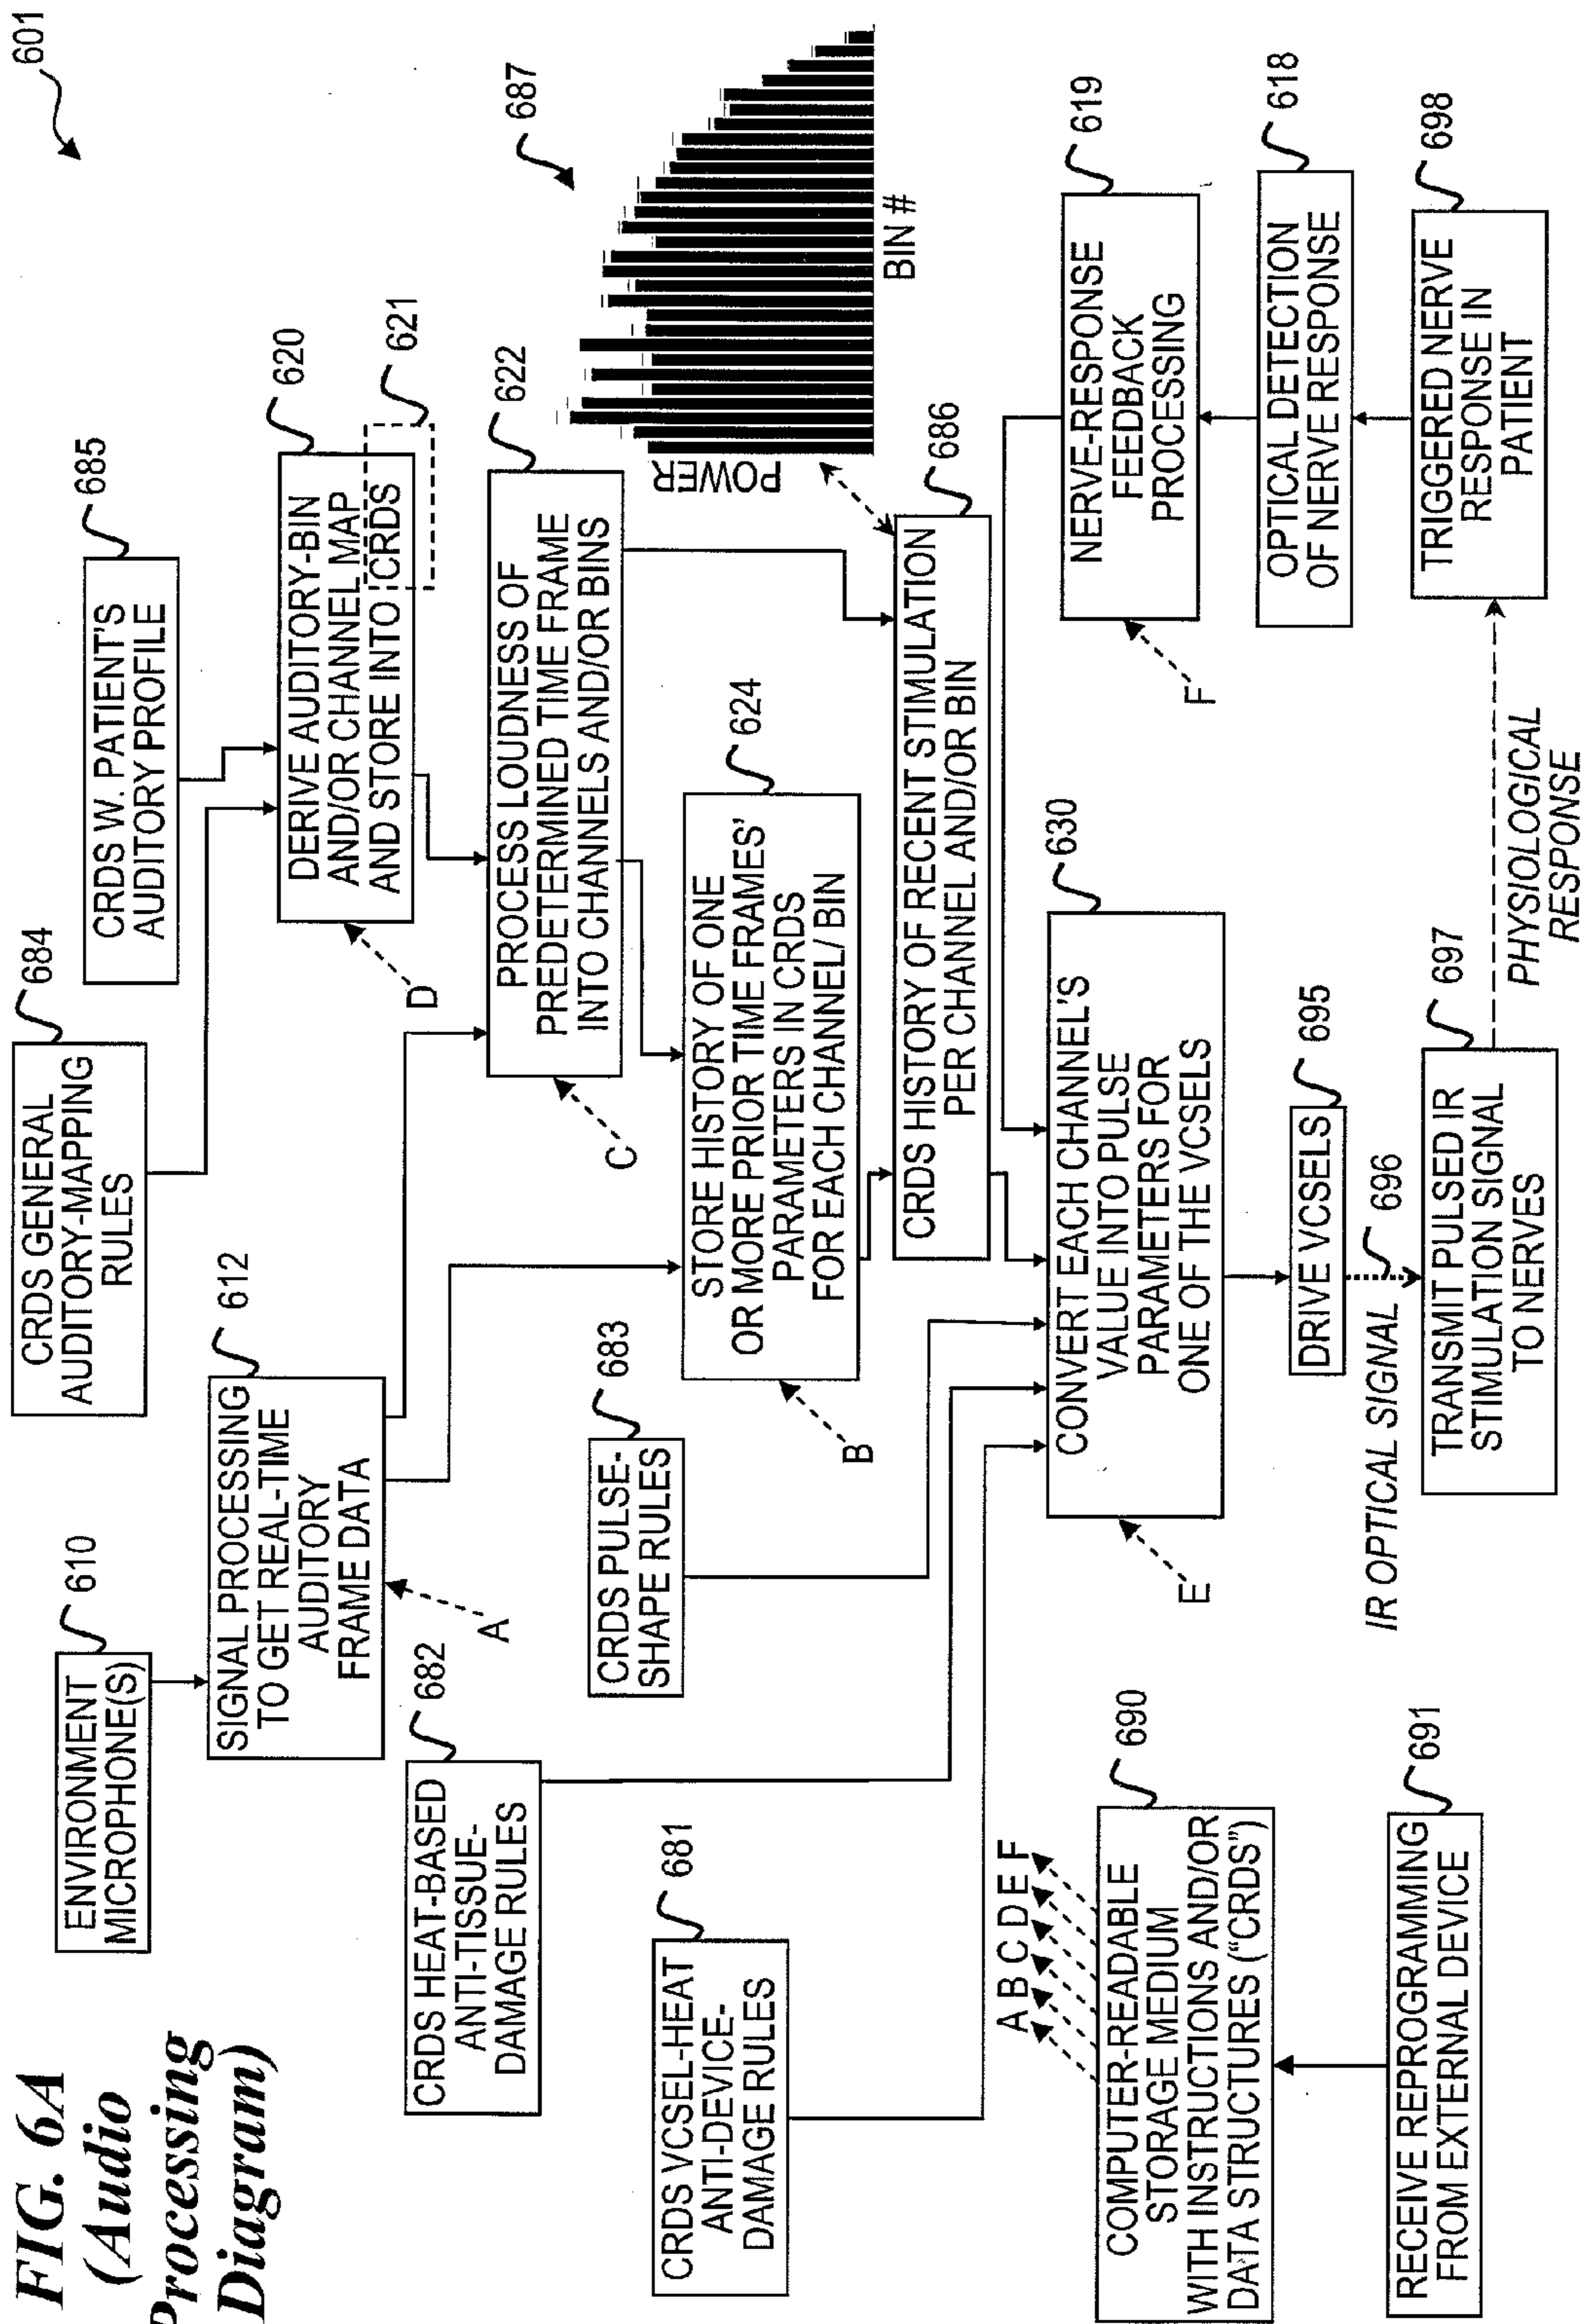 FIG. 6A
(Audio
Processing
Diagram)
601
ENVIRONMENT
MICROPHONE(S)
610
CRDS GENERAL
AUDITORY-MAPPING
RULES
684
CRDS W. PATIENT'S
AUDITORY PROFILE
685
SIGNAL PROCESSING
TO GET REAL-TIME
AUDITORY
FRAME DATA
612
A
DERIVE AUDITORY-BIN
AND/OR CHANNEL MAP
AND STORE INTO CRDS
620
621
D
CRDS HEAT-BASED
ANTI-TISSUE-
DAMAGE RULES
682
PROCESS LOUDNESS OF
PREDETERMINED TIME FRAME
INTO CHANNELS AND/OR BINS
622
C
687
POWER
BIN #
CRDS VCSEL-HEAT
ANTI-DEVICE-
DAMAGE RULES
681
CRDS PULSE-
SHAPE RULES
683
STORE HISTORY OF ONE
OR MORE PRIOR TIME FRAMES'
PARAMETERS IN CRDS
FOR EACH CHANNEL/ BIN
624
B
CRDS HISTORY OF RECENT STIMULATION
PER CHANNEL AND/OR BIN
686
A B C D E F
COMPUTER-READABLE
STORAGE MEDIUM
WITH INSTRUCTIONS AND/OR
DATA STRUCTURES ("CRDS")
690
CONVERT EACH CHANNEL'S
VALUE INTO PULSE
PARAMETERS FOR
ONE OF THE VCSELS
630
E
NERVE-RESPONSE
FEEDBACK
PROCESSING
619
F
DRIVE VCSELS
695
OPTICAL DETECTION
OF NERVE RESPONSE
618
IR OPTICAL SIGNAL
696
RECEIVE REPROGRAMMING
FROM EXTERNAL DEVICE
691
TRANSMIT PULSED IR
STIMULATION SIGNAL
TO NERVES
697
PHYSIOLOGICAL
RESPONSE
TRIGGERED NERVE
RESPONSE IN
PATIENT
698